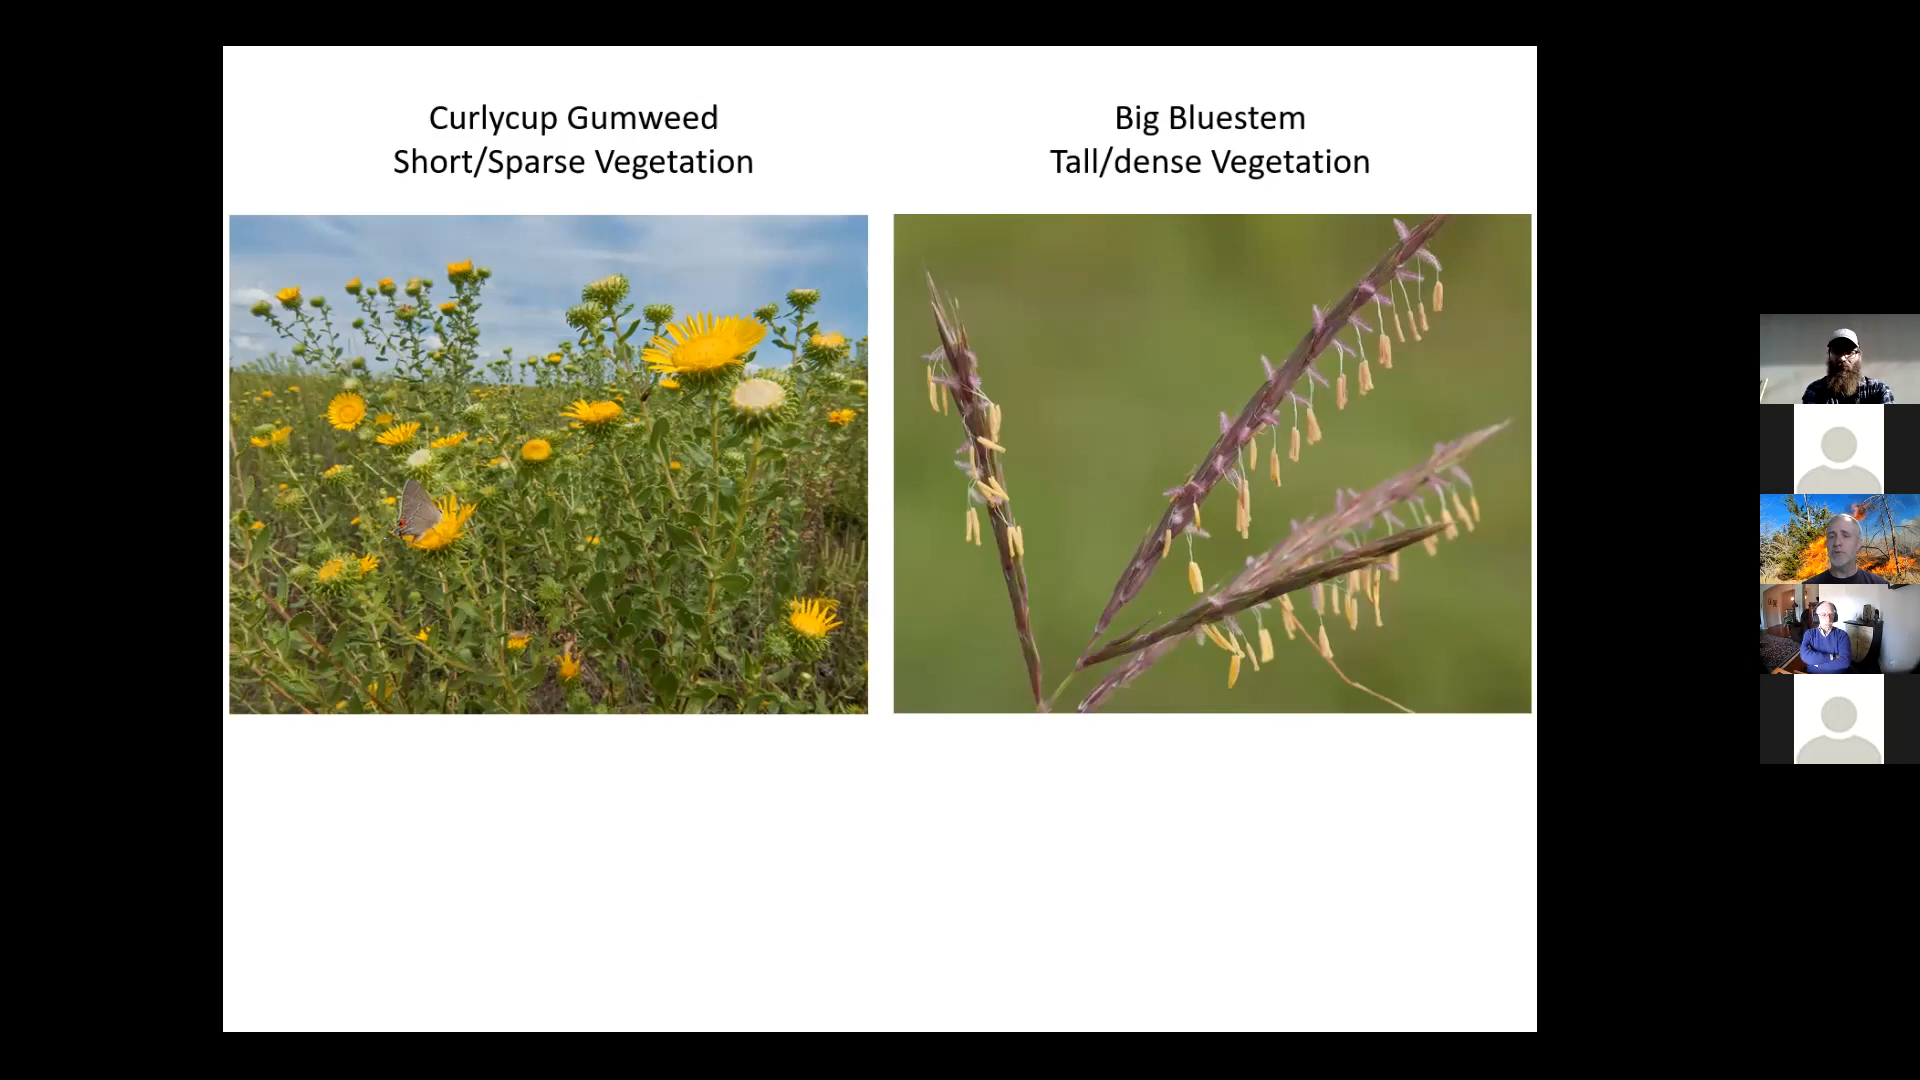 Curlycup Gumweed
Short/Sparse Vegetation
Big Bluestem
Tall/dense Vegetation